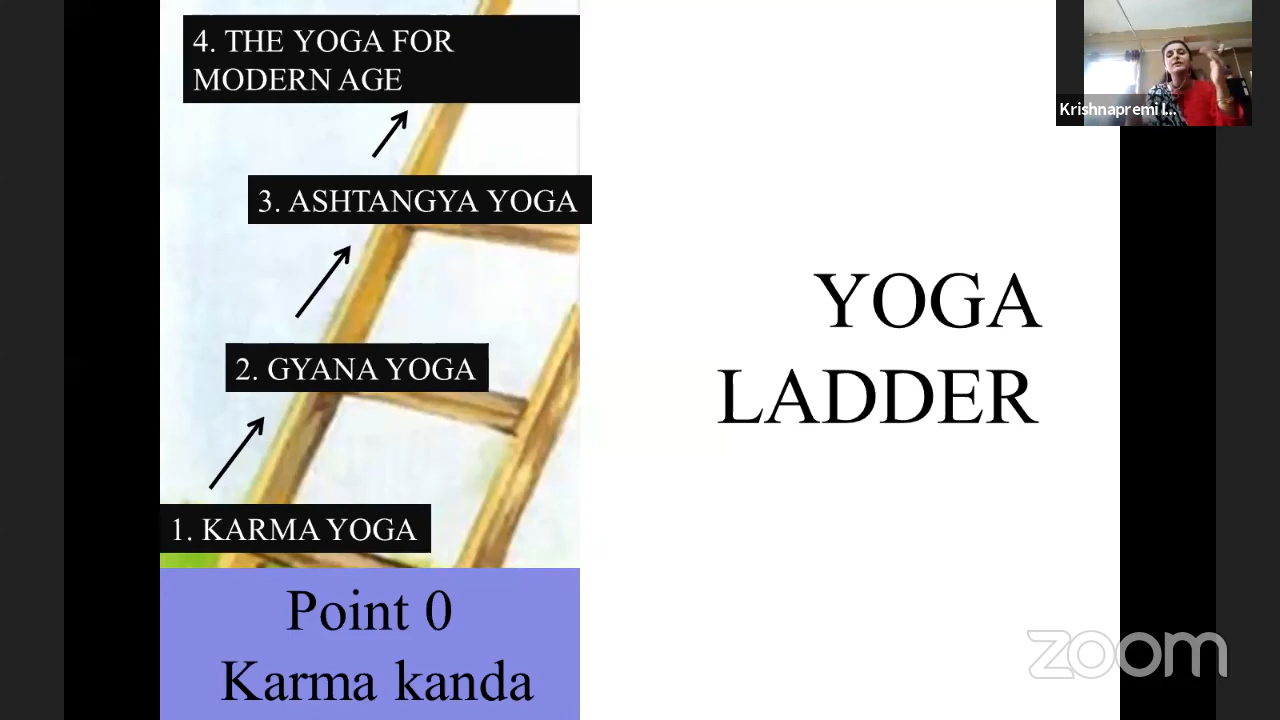 4. THE YOGA FOR
MODERN AGE
3. ASHTANGYA YOGA
2. GYANA YOGA
1. KARMA YOGA
Point 0
Karma kanda
YOGA
LADDER
Krishnapremi I...
zoom